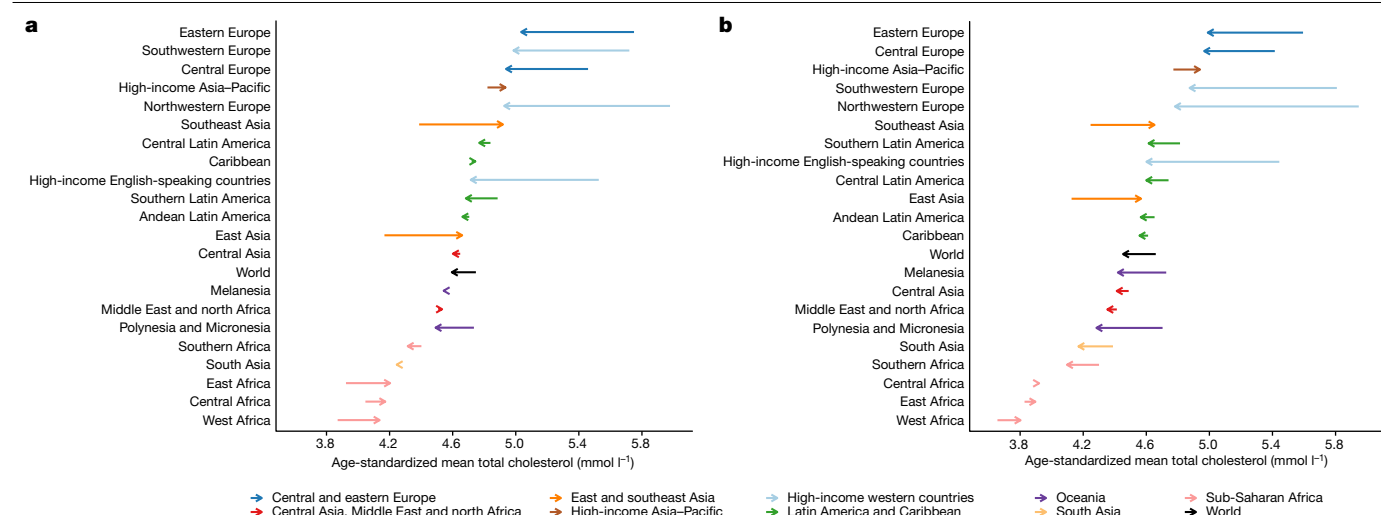 a
Eastern Europe
Southwestern Europe
Central Europe
High-income Asia–Pacific
Northwestern Europe
Southeast Asia
Central Latin America
Caribbean
High-income English-speaking countries
Southern Latin America
Andean Latin America
East Asia
Central Asia
World
Melanesia
Middle East and north Africa
Polynesia and Micronesia
Southern Africa
South Asia
East Africa
Central Africa
West Africa
3.8 4.2 4.6 5.0 5.4 5.8
Age-standardized mean total cholesterol (mmol l⁻¹)
b
Eastern Europe
Central Europe
High-income Asia–Pacific
Southwestern Europe
Northwestern Europe
Southeast Asia
Southern Latin America
High-income English-speaking countries
Central Latin America
East Asia
Andean Latin America
Caribbean
World
Melanesia
Central Asia
Middle East and north Africa
Polynesia and Micronesia
South Asia
Southern Africa
Central Africa
East Africa
West Africa
3.8 4.2 4.6 5.0 5.4 5.8
Age-standardized mean total cholesterol (mmol l⁻¹)
Central and eastern Europe East and southeast Asia High-income western countries Oceania Sub-Saharan Africa
Central Asia, Middle East and north Africa High-income Asia–Pacific Latin America and Caribbean South Asia World